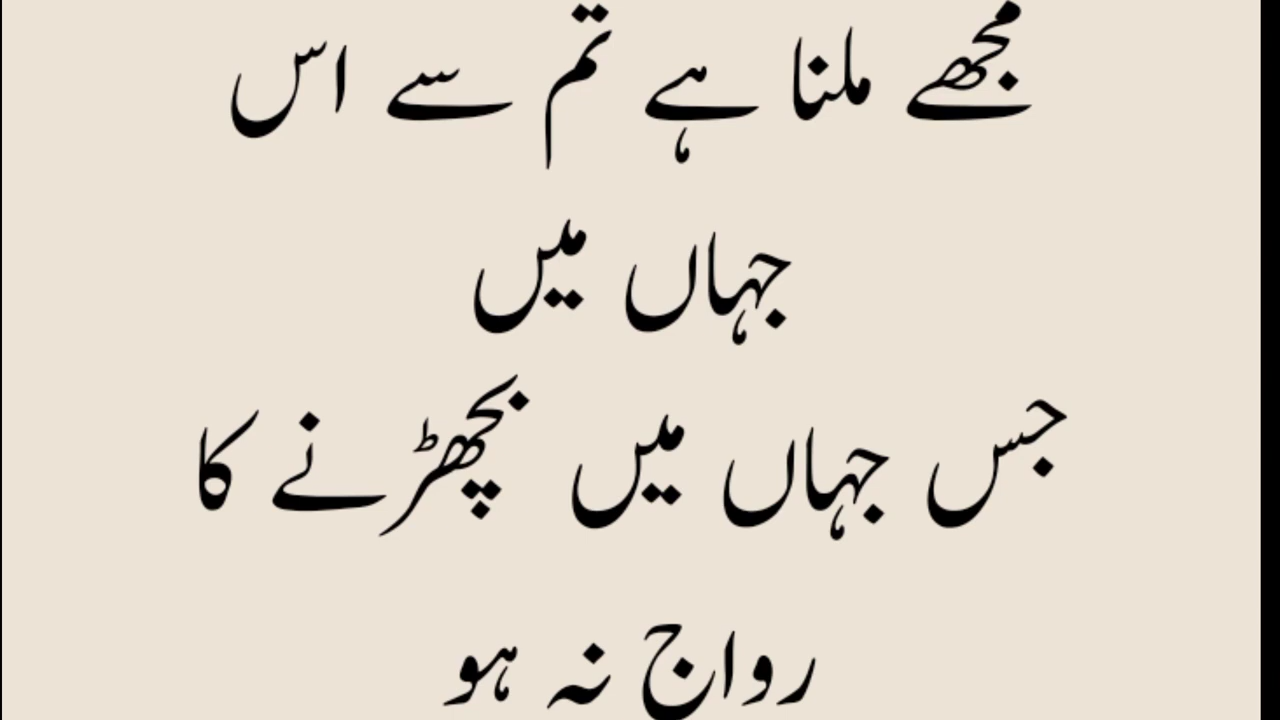 مجھے ملنا ہے تم سے اس
جہاں میں
جس جہاں میں بچھڑنے کا
رواج نہ ہو